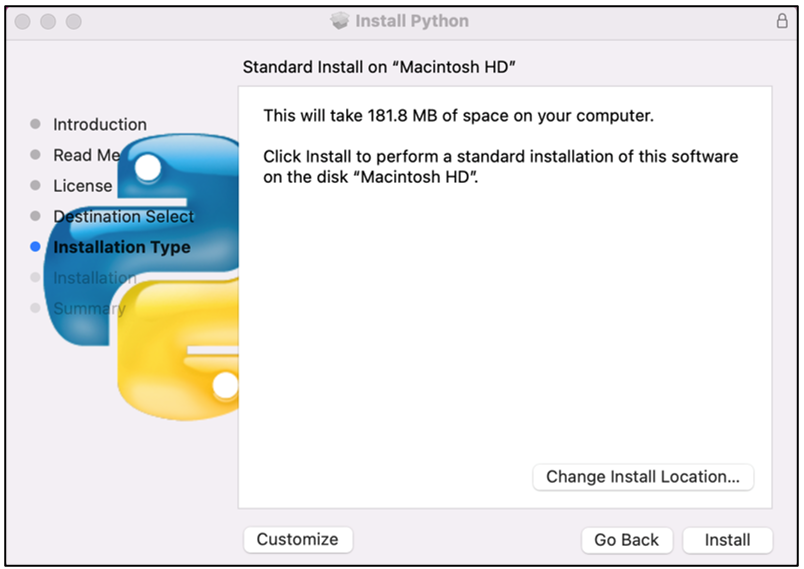 Install Python
Standard Install on “Macintosh HD”
Introduction
Read Me
License
Destination Select
Installation Type
Installation
Summary
This will take 181.8 MB of space on your computer.
Click Install to perform a standard installation of this software
on the disk “Macintosh HD”.
Change Install Location...
Customize
Go Back
Install